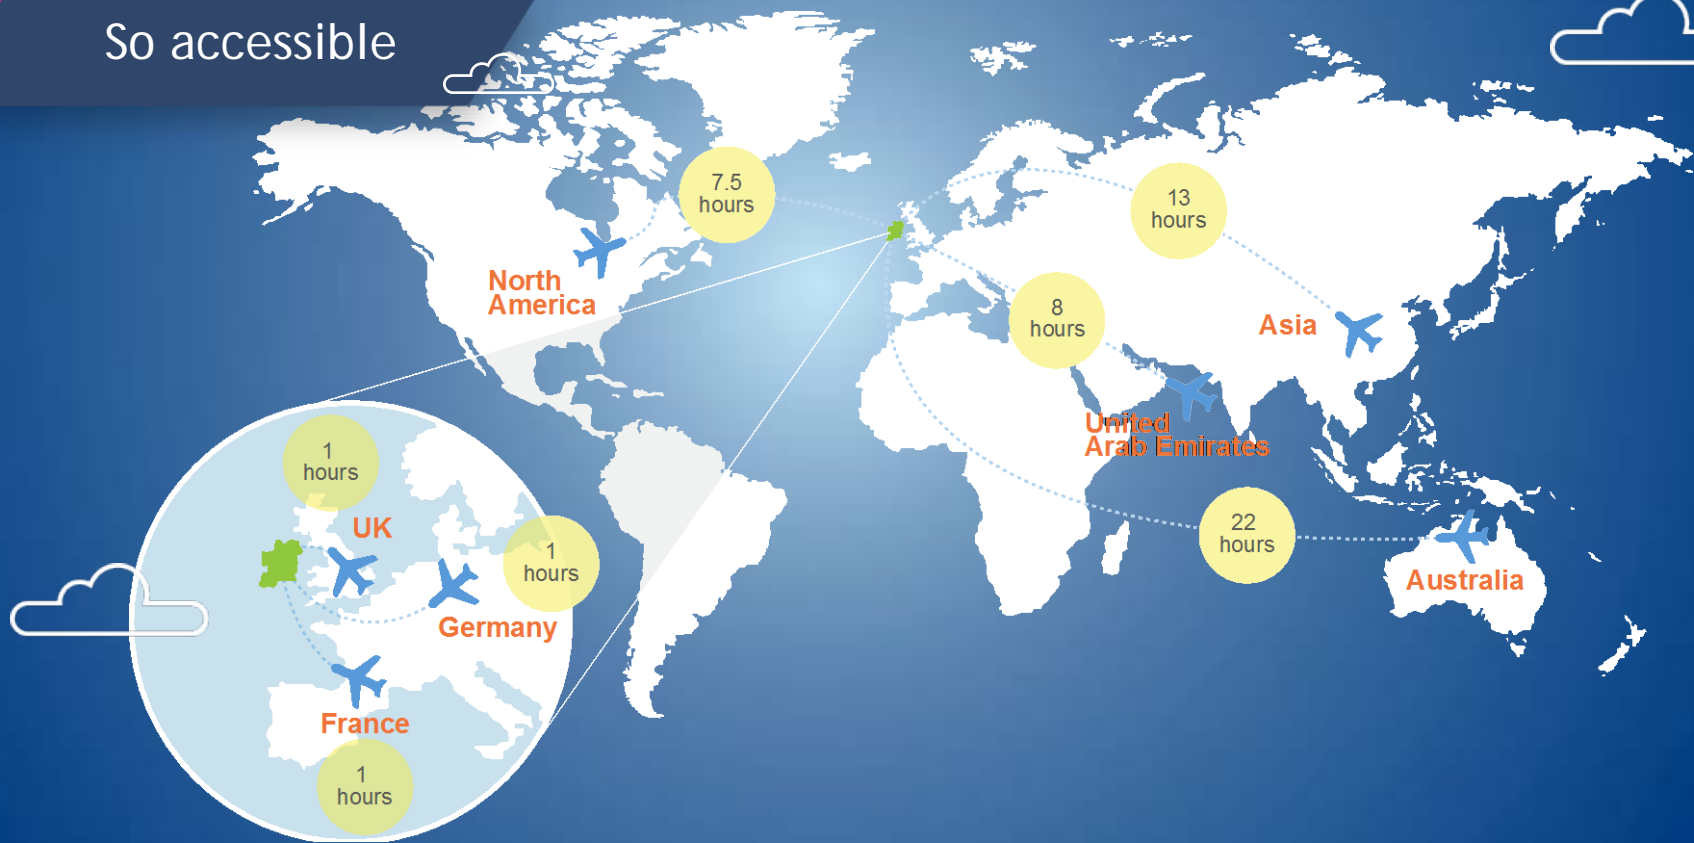 So accessible
7.5
hours
13
hours
North
America
8
hours
Asia
United
Arab Emirates
1
hours
UK
1
hours
22
hours
Australia
Germany
France
1
hours